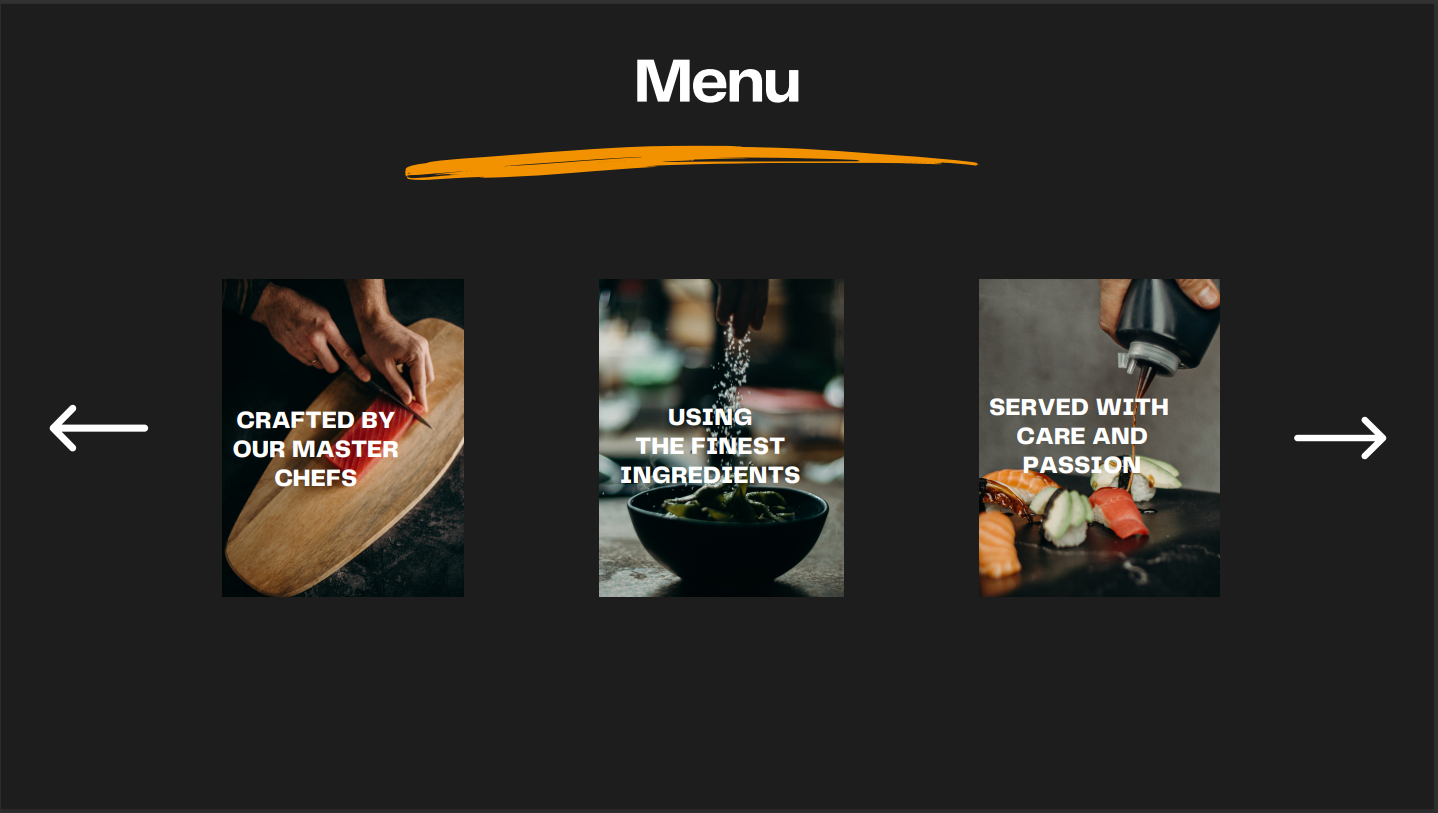 Menu
CRAFTED BY
OUR MASTER
CHEFS
USING
THE FINEST
INGREDIENTS
SERVED WITH
CARE AND
PASSION